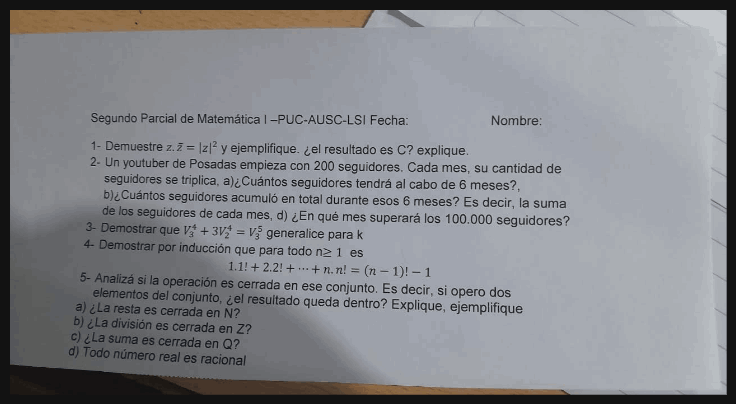 Segundo Parcial de Matemática I –PUC-AUSC-LSI Fecha: Nombre:
1- Demuestre z.z̄ = |z|² y ejemplifique. ¿el resultado es C? explique.
2- Un youtuber de Posadas empieza con 200 seguidores. Cada mes, su cantidad de
seguidores se triplica, a)¿Cuántos seguidores tendrá al cabo de 6 meses?,
b)¿Cuántos seguidores acumuló en total durante esos 6 meses? Es decir, la suma
de los seguidores de cada mes, d) ¿En qué mes superará los 100.000 seguidores?
3- Demostrar que V₃⁴ + 3V₂⁴ = V₃⁵ generalice para k
4- Demostrar por inducción que para todo n≥ 1 es
1.1! + 2.2! + ⋯ + n.n! = (n − 1)! − 1
5- Analizá si la operación es cerrada en ese conjunto. Es decir, si opero dos
elementos del conjunto, ¿el resultado queda dentro? Explique, ejemplifique
a) ¿La resta es cerrada en N?
b) ¿La división es cerrada en Z?
c) ¿La suma es cerrada en Q?
d) Todo número real es racional